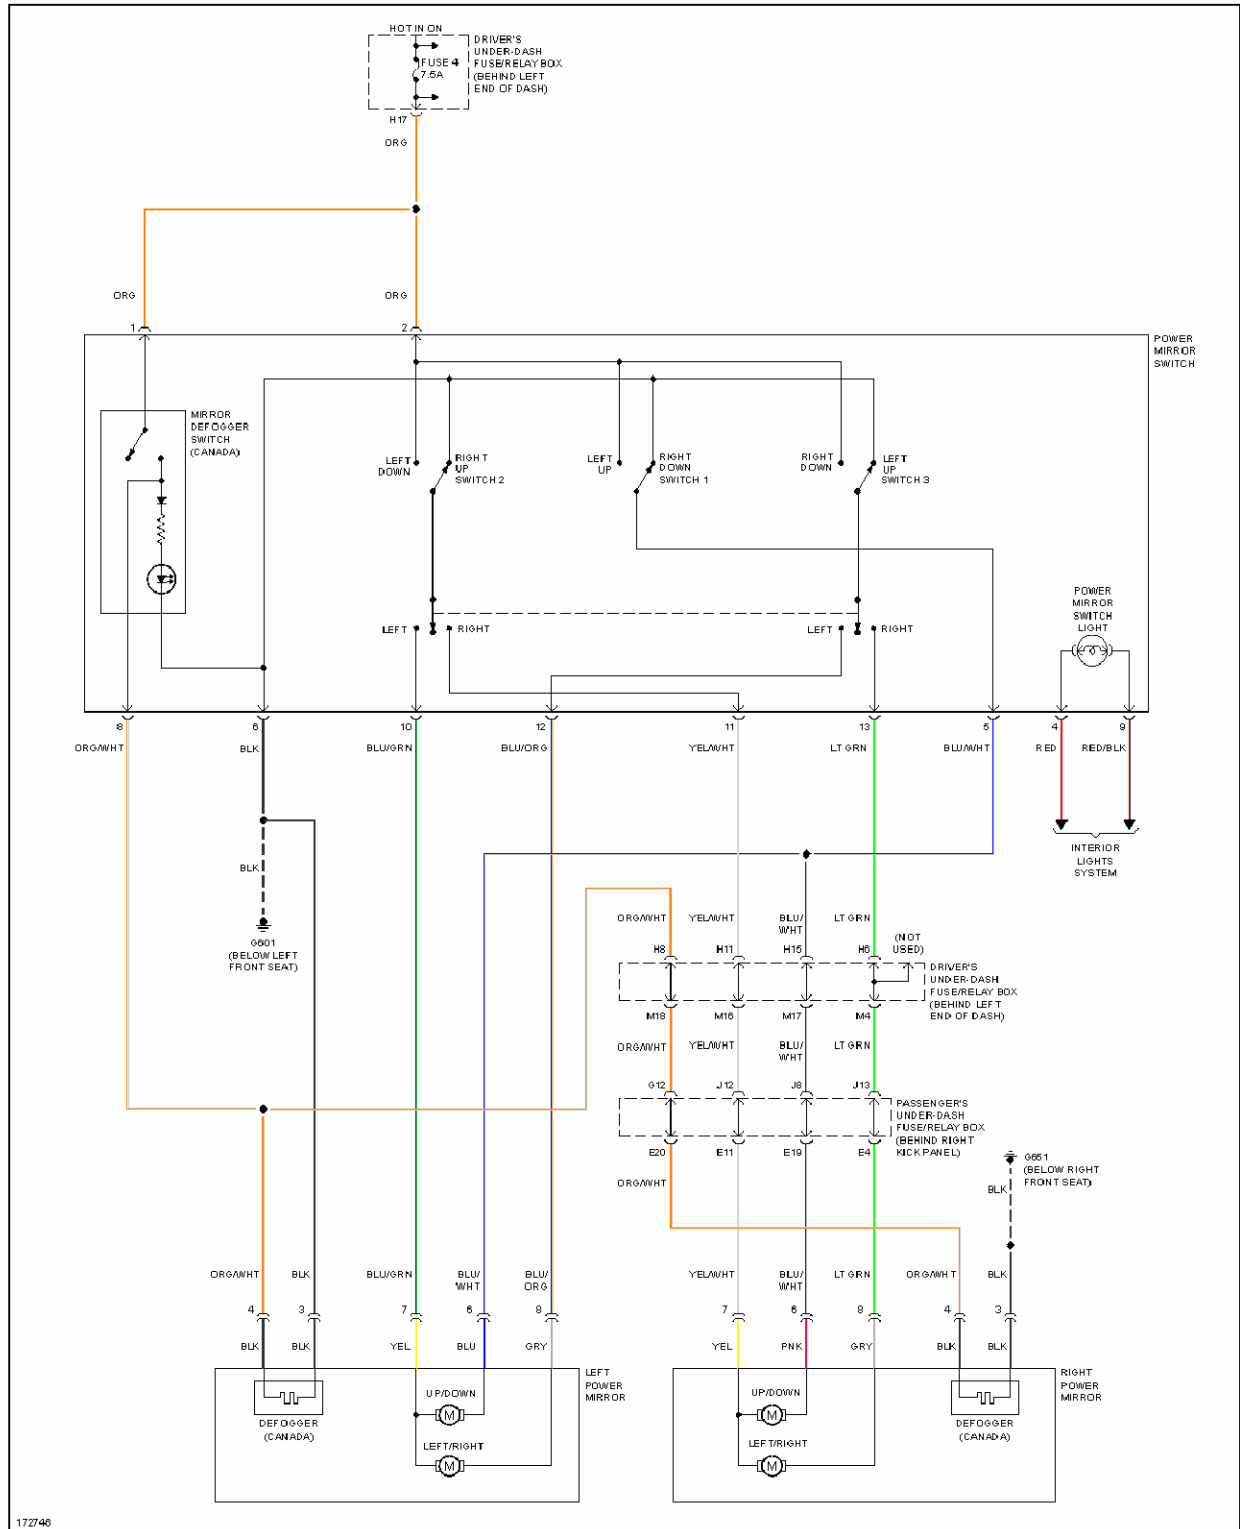 HOT IN ON
DRIVER'S
UNDER-DASH
FUSE/RELAY BOX
(BEHIND LEFT
END OF DASH)
FUSE 4
7.5A
H17
ORG
ORG
ORG
1
2
POWER
MIRROR
SWITCH
MIRROR
DEFOGGER
SWITCH
(CANADA)
LEFT
DOWN
RIGHT
UP
SWITCH 2
LEFT
UP
RIGHT
DOWN
SWITCH 1
RIGHT
DOWN
LEFT
UP
SWITCH 3
POWER
MIRROR
SWITCH
LIGHT
LEFT
RIGHT
LEFT
RIGHT
8
6
10
12
11
13
5
4
9
ORG/WHT
BLK
BLU/GRN
BLU/ORG
YEL/WHT
LT GRN
BLU/WHT
RED
RED/BLK
INTERIOR
LIGHTS
SYSTEM
BLK
G601
(BELOW LEFT
FRONT SEAT)
ORG/WHT
YEL/WHT
BLU/
WHT
LT GRN
(NOT
USED)
H8
H11
H15
H6
DRIVER'S
UNDER-DASH
FUSE/RELAY BOX
(BEHIND LEFT
END OF DASH)
M18
M16
M17
M4
ORG/WHT
YEL/WHT
BLU/
WHT
LT GRN
G12
J12
J8
J13
PASSENGER'S
UNDER-DASH
FUSE/RELAY BOX
(BEHIND RIGHT
KICK PANEL)
E20
E11
E19
E4
ORG/WHT
G651
(BELOW RIGHT
FRONT SEAT)
BLK
ORG/WHT
BLK
BLU/GRN
BLU/
WHT
BLU/
ORG
YEL/WHT
BLU/
WHT
LT GRN
ORG/WHT
BLK
4
3
7
6
8
7
6
8
4
3
BLK
BLK
YEL
BLU
GRY
YEL
PNK
GRY
BLK
BLK
LEFT
POWER
MIRROR
RIGHT
POWER
MIRROR
UP/DOWN
M
LEFT/RIGHT
M
DEFOGGER
(CANADA)
UP/DOWN
M
LEFT/RIGHT
M
DEFOGGER
(CANADA)
172746